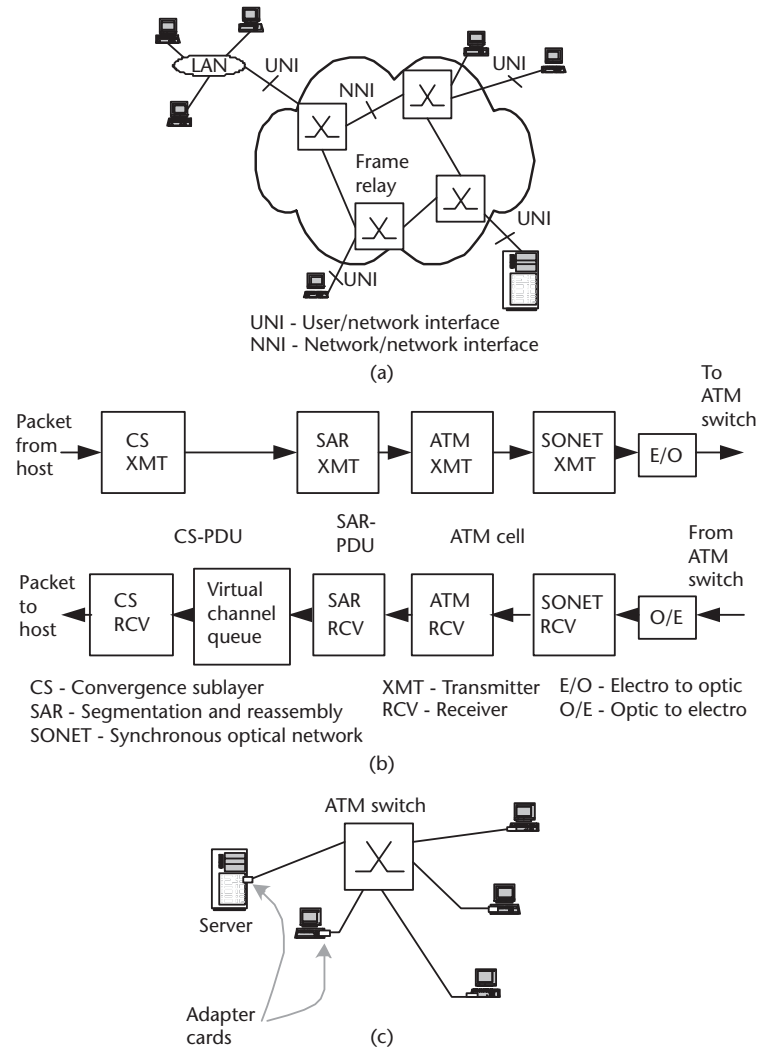 LAN
UNI
NNI
UNI
Frame
relay
UNI
UNI
UNI - User/network interface
NNI - Network/network interface
(a)
To
ATM
switch
Packet
from
host
CS
XMT
SAR
XMT
ATM
XMT
SONET
XMT
E/O
CS-PDU
SAR-
PDU
ATM cell
From
ATM
switch
Packet
to
host
CS
RCV
Virtual
channel
queue
SAR
RCV
ATM
RCV
SONET
RCV
O/E
CS - Convergence sublayer
SAR - Segmentation and reassembly
SONET - Synchronous optical network
XMT - Transmitter
RCV - Receiver
E/O - Electro to optic
O/E - Optic to electro
(b)
ATM switch
Server
Adapter
cards
(c)